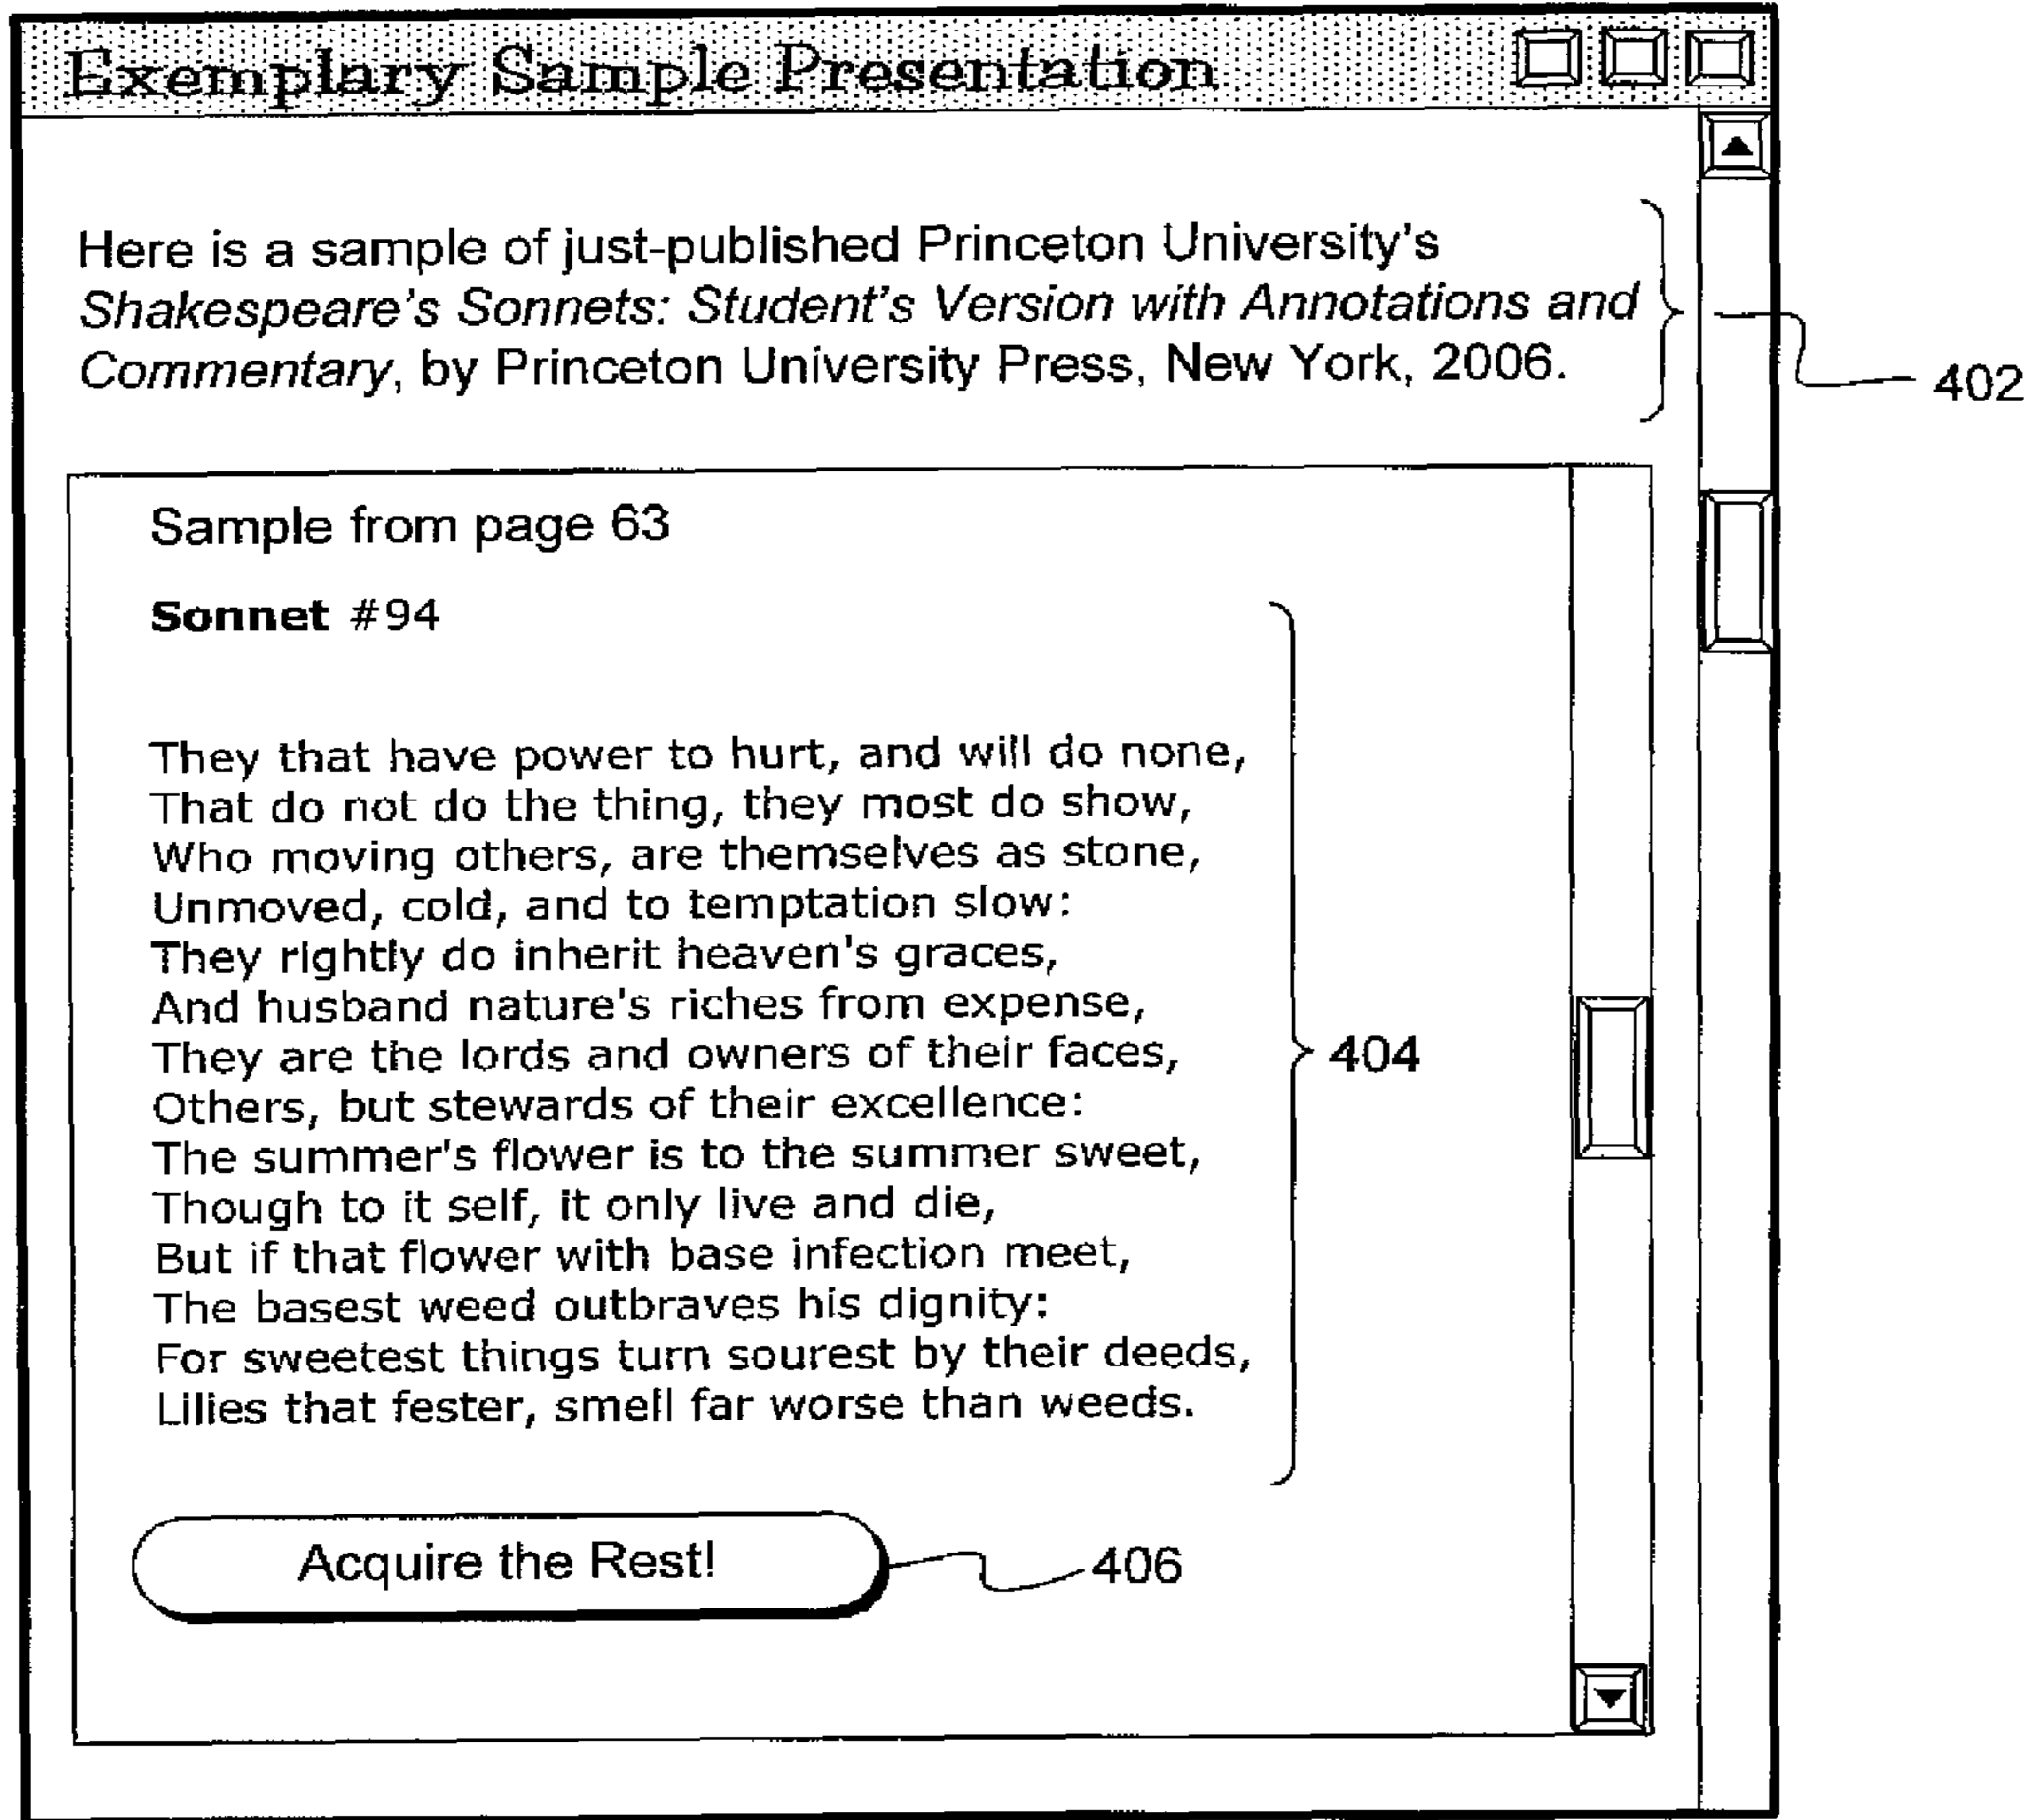 Exemplary Sample Presentation
Here is a sample of just-published Princeton University's
Shakespeare's Sonnets: Student's Version with Annotations and
Commentary, by Princeton University Press, New York, 2006.
402
Sample from page 63
Sonnet #94
They that have power to hurt, and will do none,
That do not do the thing, they most do show,
Who moving others, are themselves as stone,
Unmoved, cold, and to temptation slow:
They rightly do inherit heaven's graces,
And husband nature's riches from expense,
They are the lords and owners of their faces,
Others, but stewards of their excellence:
The summer's flower is to the summer sweet,
Though to it self, it only live and die,
But if that flower with base infection meet,
The basest weed outbraves his dignity:
For sweetest things turn sourest by their deeds,
Lilies that fester, smell far worse than weeds.
404
Acquire the Rest!
406